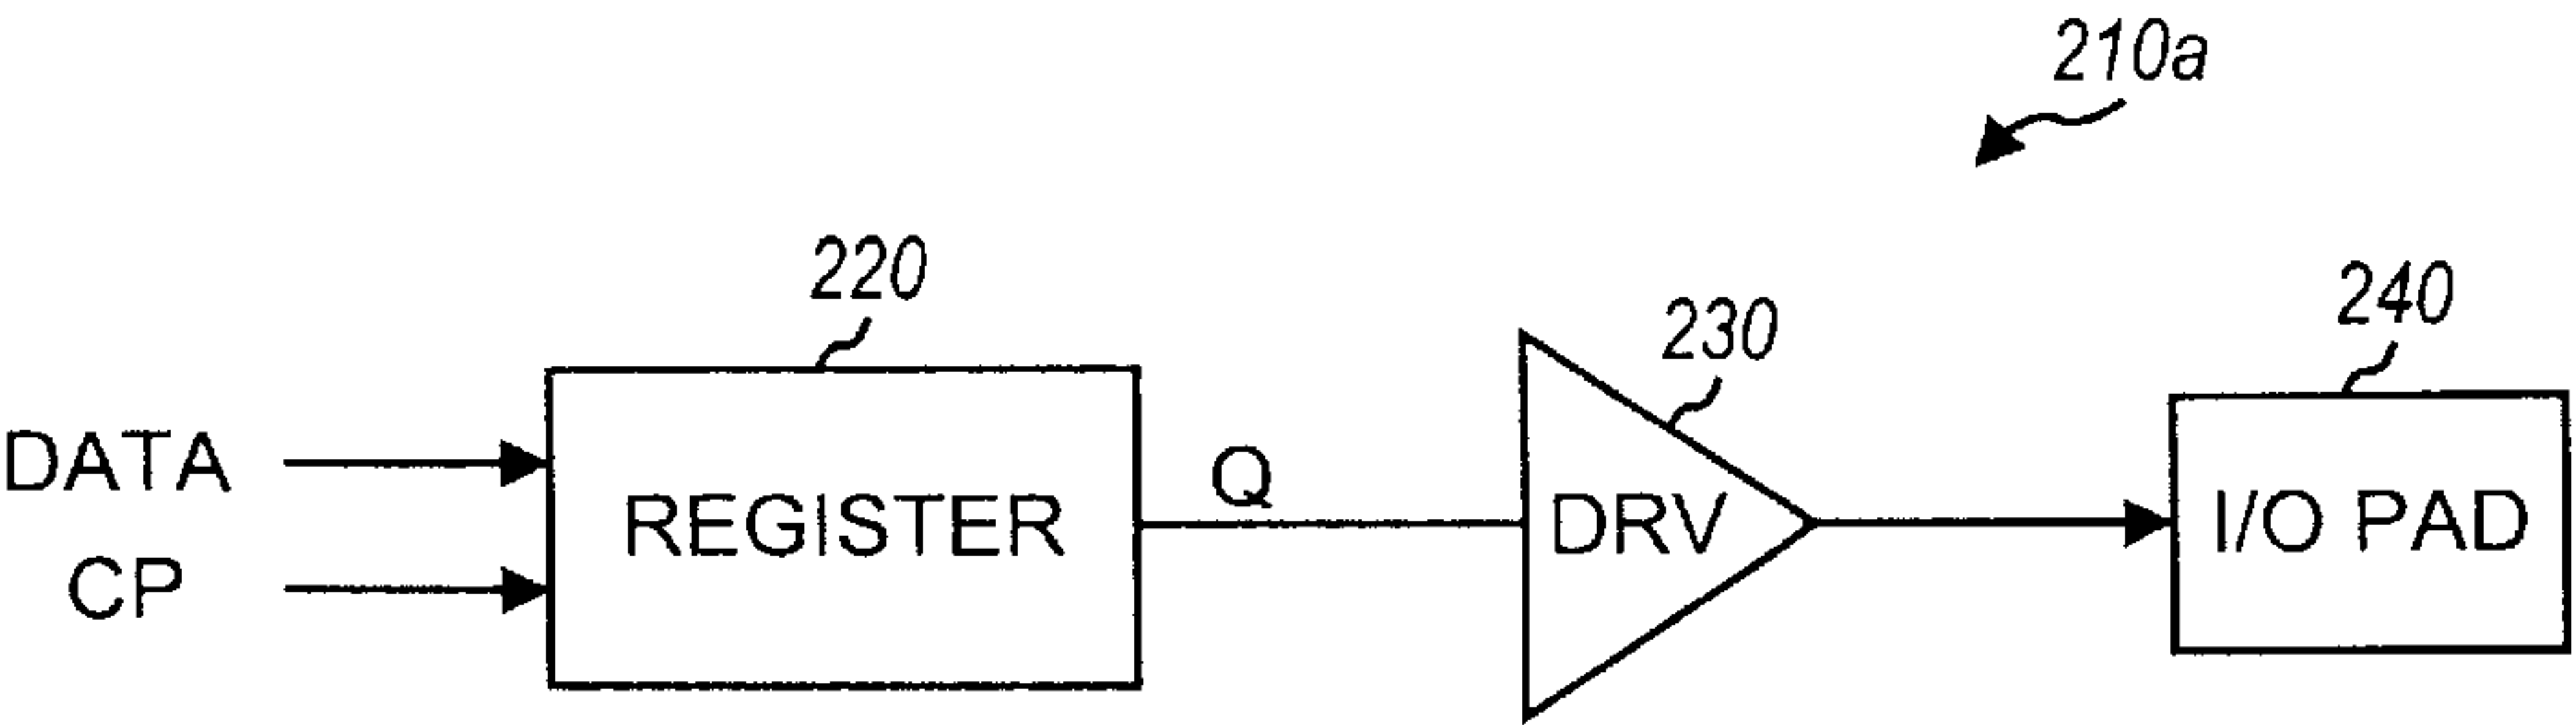 210a
220
230
240
DATA
CP
REGISTER
Q
DRV
I/O PAD